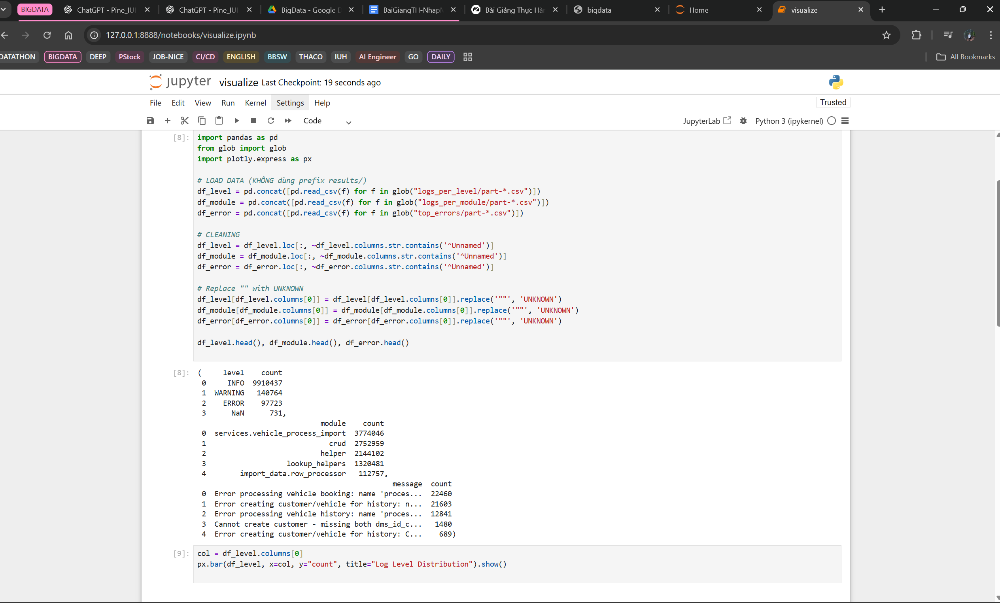 BIGDATA
ChatGPT - Pine_IUH
ChatGPT - Pine_IUH
BigData - Google D
BaiGiangTH-NhapM
Bài Giảng Thực Hàn
bigdata
Home
visualize
127.0.0.1:8888/notebooks/visualize.ipynb
DATATHON BIGDATA DEEP PStock JOB-NICE CI/CD ENGLISH BBSW THACO IUH AI Engineer GO DAILY
All Bookmarks
jupyter visualize Last Checkpoint: 19 seconds ago
File Edit View Run Kernel Settings Help
Trusted
Code
JupyterLab Python 3 (ipykernel)
[8]: import pandas as pd
from glob import glob
import plotly.express as px
# LOAD DATA (KHÔNG dùng prefix results/)
df_level = pd.concat([pd.read_csv(f) for f in glob("logs_per_level/part-*.csv")])
df_module = pd.concat([pd.read_csv(f) for f in glob("logs_per_module/part-*.csv")])
df_error = pd.concat([pd.read_csv(f) for f in glob("top_errors/part-*.csv")])
# CLEANING
df_level = df_level.loc[:, ~df_level.columns.str.contains('^Unnamed')]
df_module = df_module.loc[:, ~df_module.columns.str.contains('^Unnamed')]
df_error = df_error.loc[:, ~df_error.columns.str.contains('^Unnamed')]
# Replace "" with UNKNOWN
df_level[df_level.columns[0]] = df_level[df_level.columns[0]].replace('""', 'UNKNOWN')
df_module[df_module.columns[0]] = df_module[df_module.columns[0]].replace('""', 'UNKNOWN')
df_error[df_error.columns[0]] = df_error[df_error.columns[0]].replace('""', 'UNKNOWN')
df_level.head(), df_module.head(), df_error.head()
[8]: (     level    count
0     INFO  9910437
1  WARNING   140764
2    ERROR    97723
3      NaN      731,
module    count
0  services.vehicle_process_import  3774046
1  crud  2752959
2  helper  2144102
3  lookup_helpers  1320481
4  import_data.row_processor   112757,
message  count
0  Error processing vehicle booking: name 'proces...  22460
1  Error creating customer/vehicle for history: n...  21603
2  Error processing vehicle history: name 'proces...  12841
3  Cannot create customer - missing both dms_id_c...   1480
4  Error creating customer/vehicle for history: C...    689)
[9]: col = df_level.columns[0]
px.bar(df_level, x=col, y="count", title="Log Level Distribution").show()